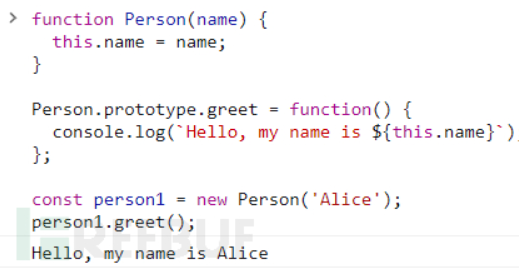 > function Person(name) {
this.name = name;
}
Person.prototype.greet = function() {
console.log(`Hello, my name is ${this.name}`)
};
const person1 = new Person('Alice');
person1.greet();
FREEBUF
Hello, my name is Alice